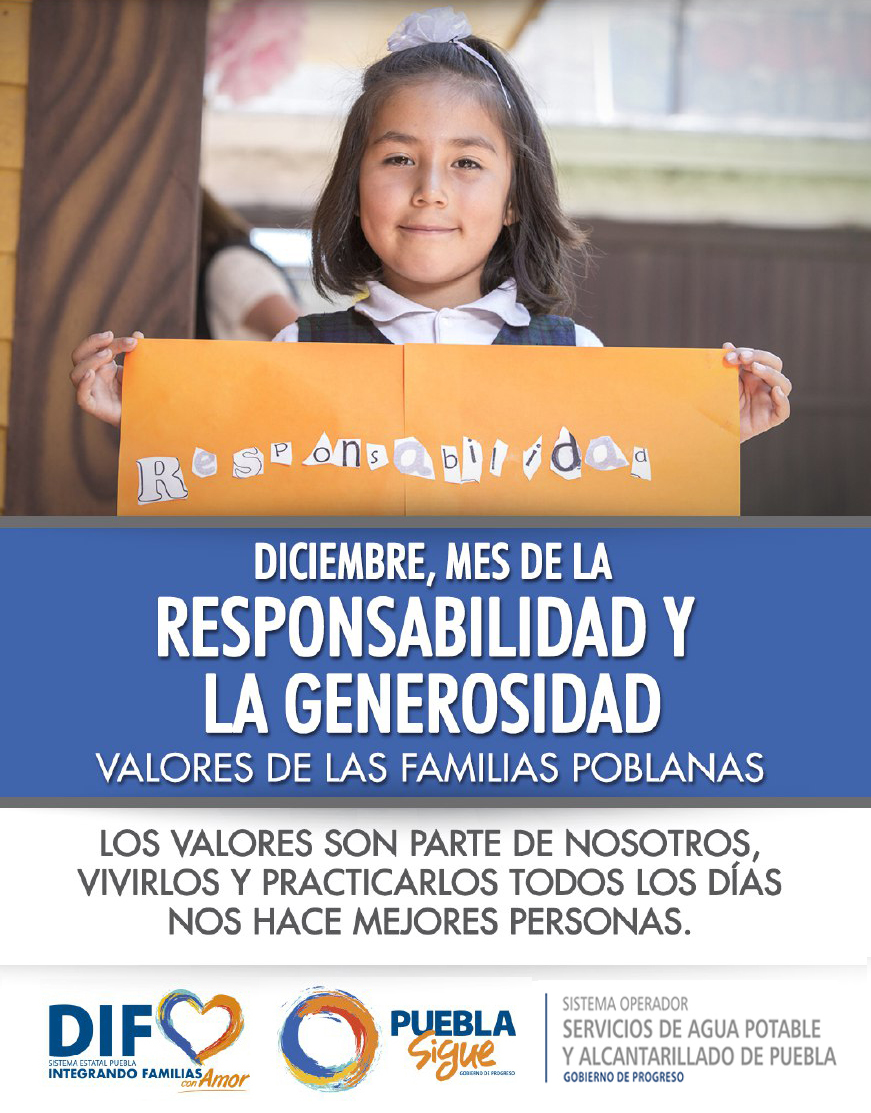 Responsabilidad
DICIEMBRE, MES DE LA
RESPONSABILIDAD Y
LA GENEROSIDAD
VALORES DE LAS FAMILIAS POBLANAS
LOS VALORES SON PARTE DE NOSOTROS,
VIVIRLOS Y PRACTICARLOS TODOS LOS DÍAS
NOS HACE MEJORES PERSONAS.
DIF
SISTEMA ESTATAL PUEBLA
INTEGRANDO FAMILIAS
con Amor
PUEBLA
Sigue
GOBIERNO DE PROGRESO
SISTEMA OPERADOR
SERVICIOS DE AGUA POTABLE
Y ALCANTARILLADO DE PUEBLA
GOBIERNO DE PROGRESO